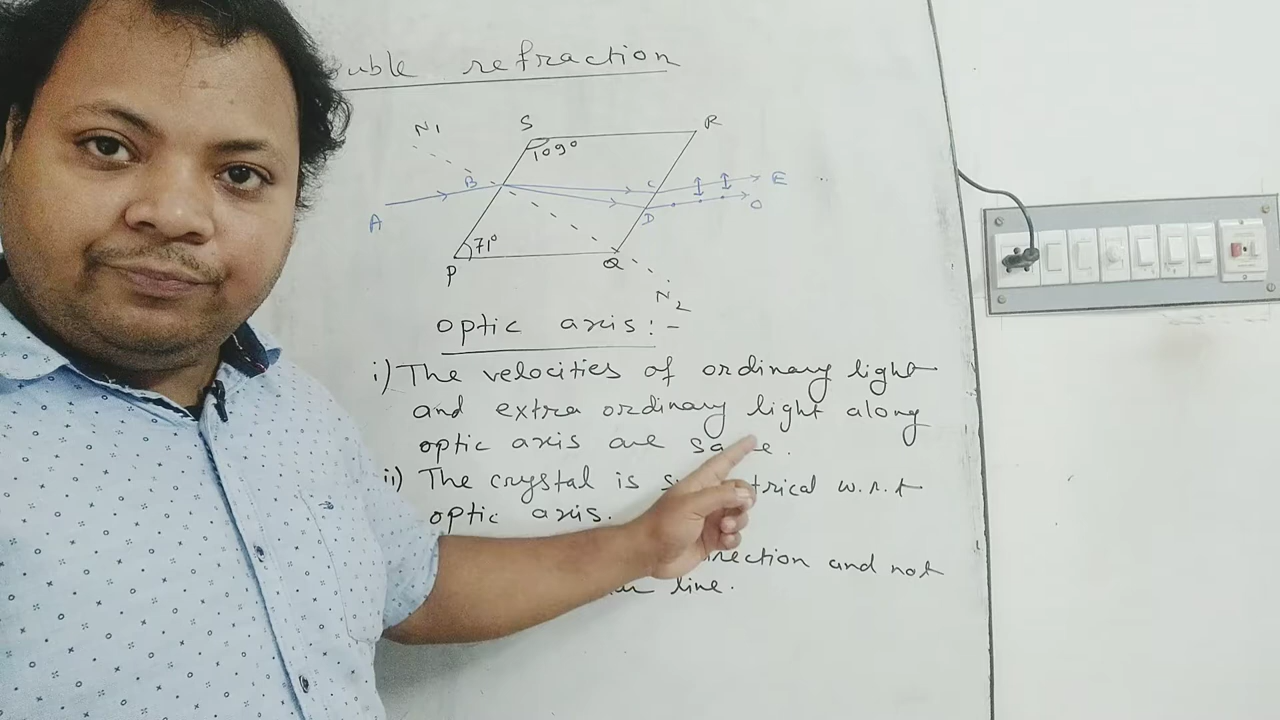 uble refraction
N1
S
R
109°
B
C
E
A
D
O
71°
P
Q
N2
optic axis:-
i) The velocities of ordinary light
and extra ordinary light along
optic axis are same.
ii) The crystal is trical w.r.t
optic axis.
rection and not
line.